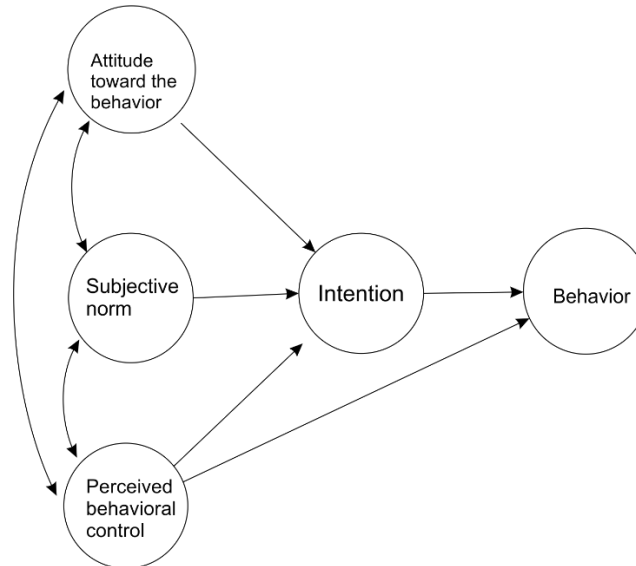 Attitude
toward the
behavior
Subjective
norm
Intention
Behavior
Perceived
behavioral
control